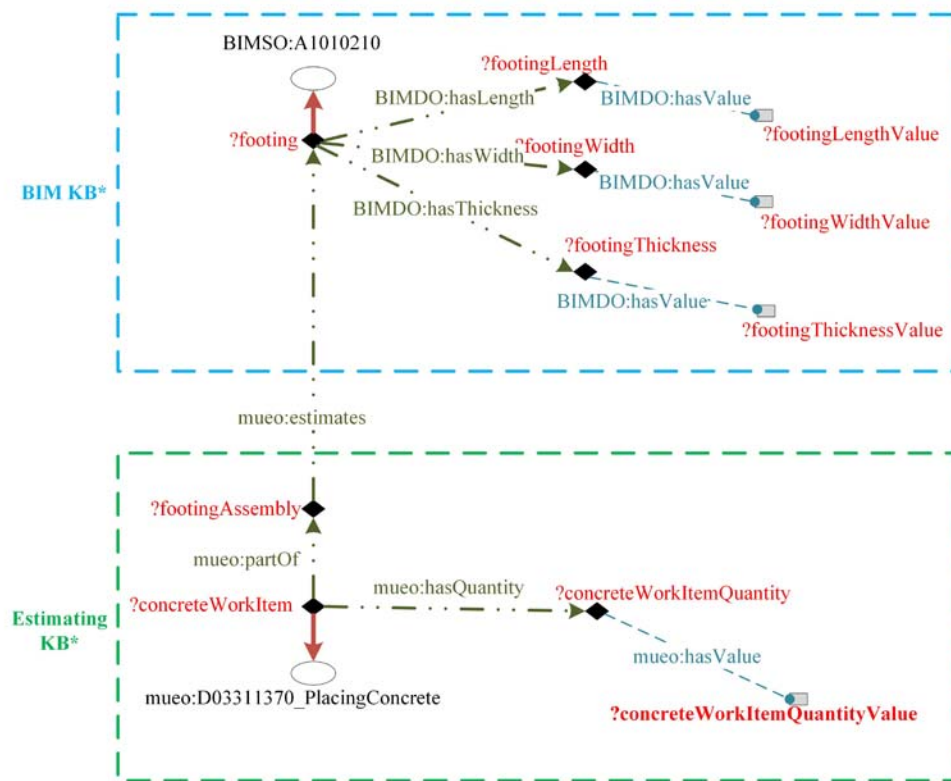 BIMSO:A1010210
?footingLength
BIMDO:hasLength
BIMDO:hasValue
?footingLengthValue
?footing
?footingWidth
BIMDO:hasWidth
BIMDO:hasValue
BIM KB*
BIMDO:hasThickness
?footingWidthValue
?footingThickness
BIMDO:hasValue
?footingThicknessValue
mueo:estimates
?footingAssembly
mueo:partOf
mueo:hasQuantity
?concreteWorkItemQuantity
?concreteWorkItem
Estimating
KB*
mueo:hasValue
mueo:D03311370_PlacingConcrete
?concreteWorkItemQuantityValue